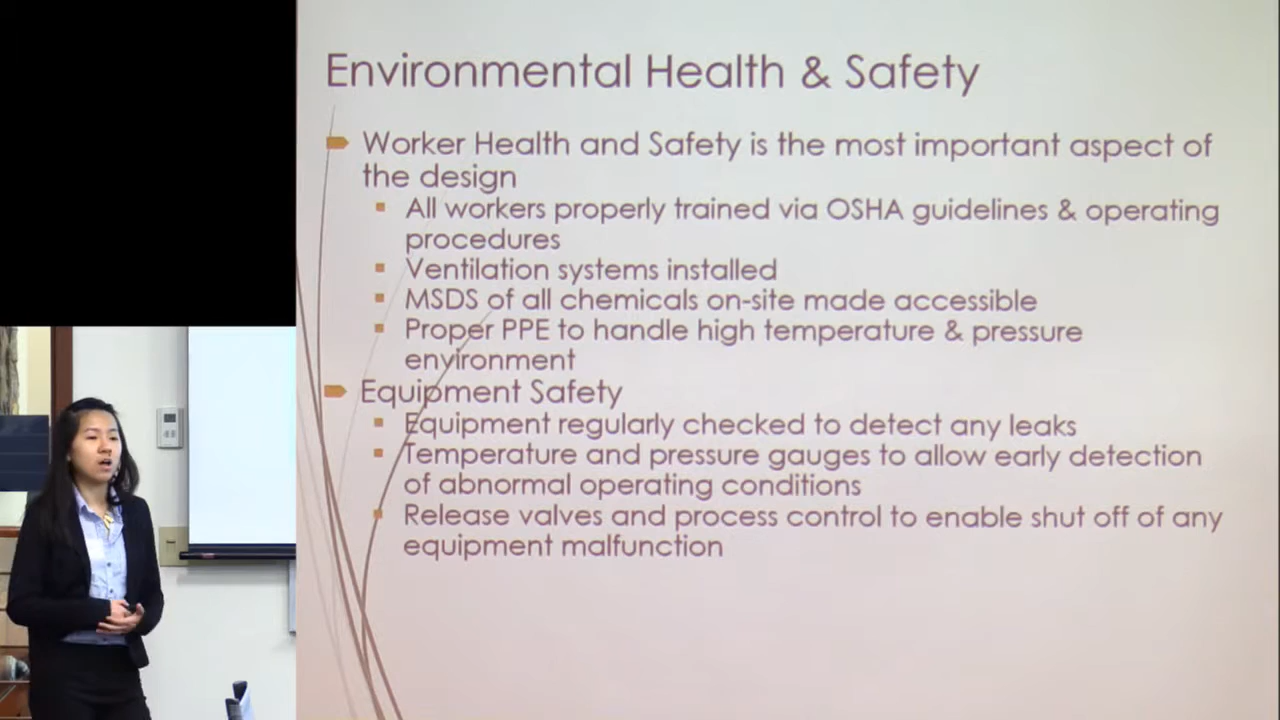 Environmental Health & Safety
Worker Health and Safety is the most important aspect of
the design
All workers properly trained via OSHA guidelines & operating
procedures
Ventilation systems installed
MSDS of all chemicals on-site made accessible
Proper PPE to handle high temperature & pressure
environment
Equipment Safety
Equipment regularly checked to detect any leaks
Temperature and pressure gauges to allow early detection
of abnormal operating conditions
Release valves and process control to enable shut off of any
equipment malfunction